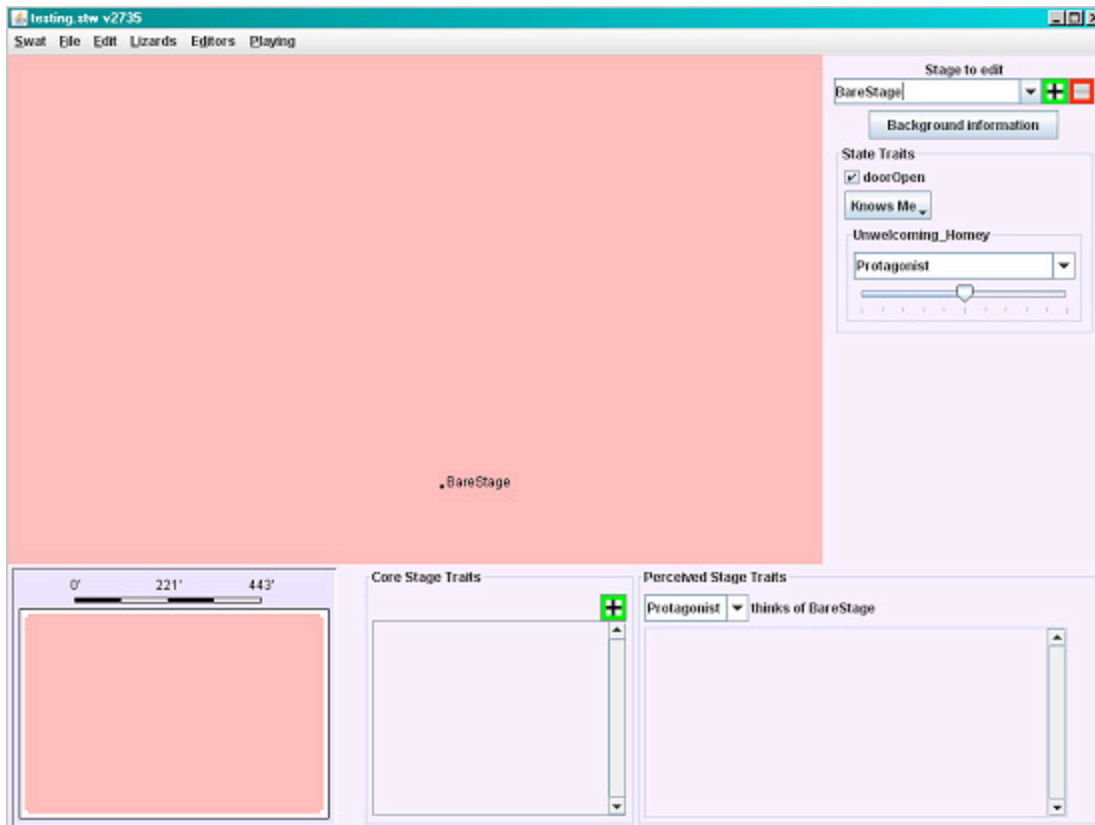 testing.stw v2735
Swat File Edit Lizards Editors Playing
Stage to edit
BareStage
Background information
State Traits
doorOpen
Knows Me
Unwelcoming_Homey
Protagonist
BareStage
0' 221' 443'
Core Stage Traits
Perceived Stage Traits
Protagonist thinks of BareStage